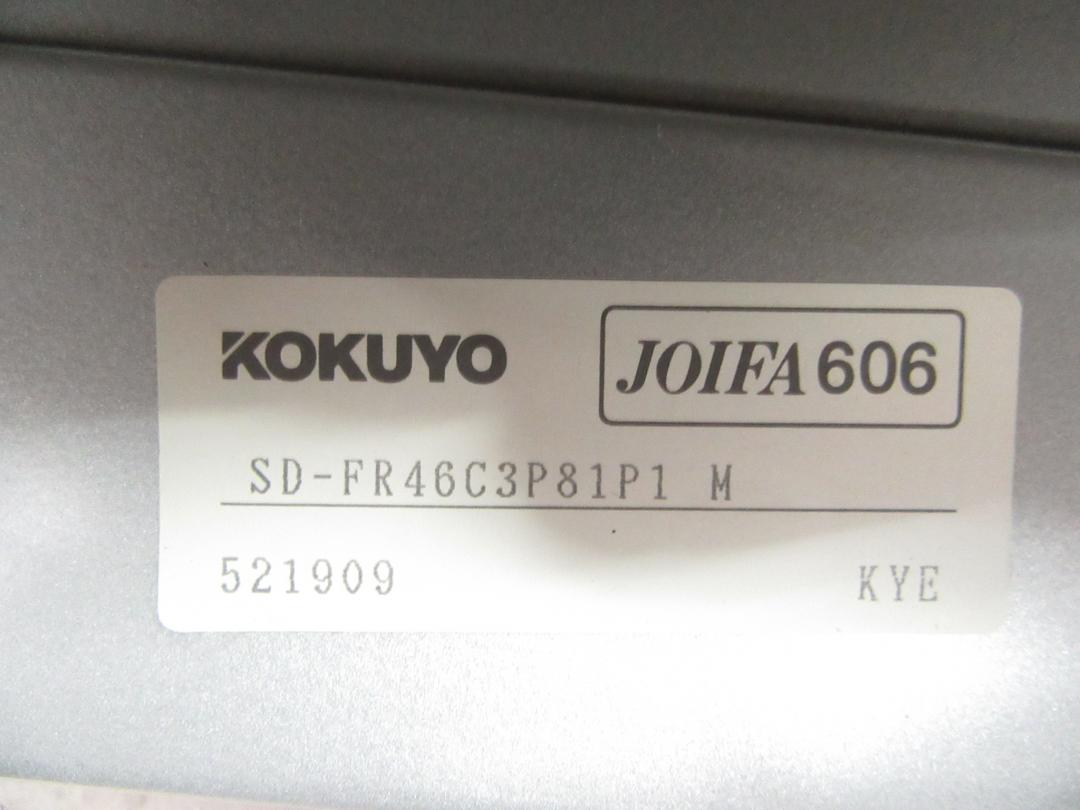 KOKUYO JOIFA 606
SD-FR46C3P81P1 M
521909 KYE